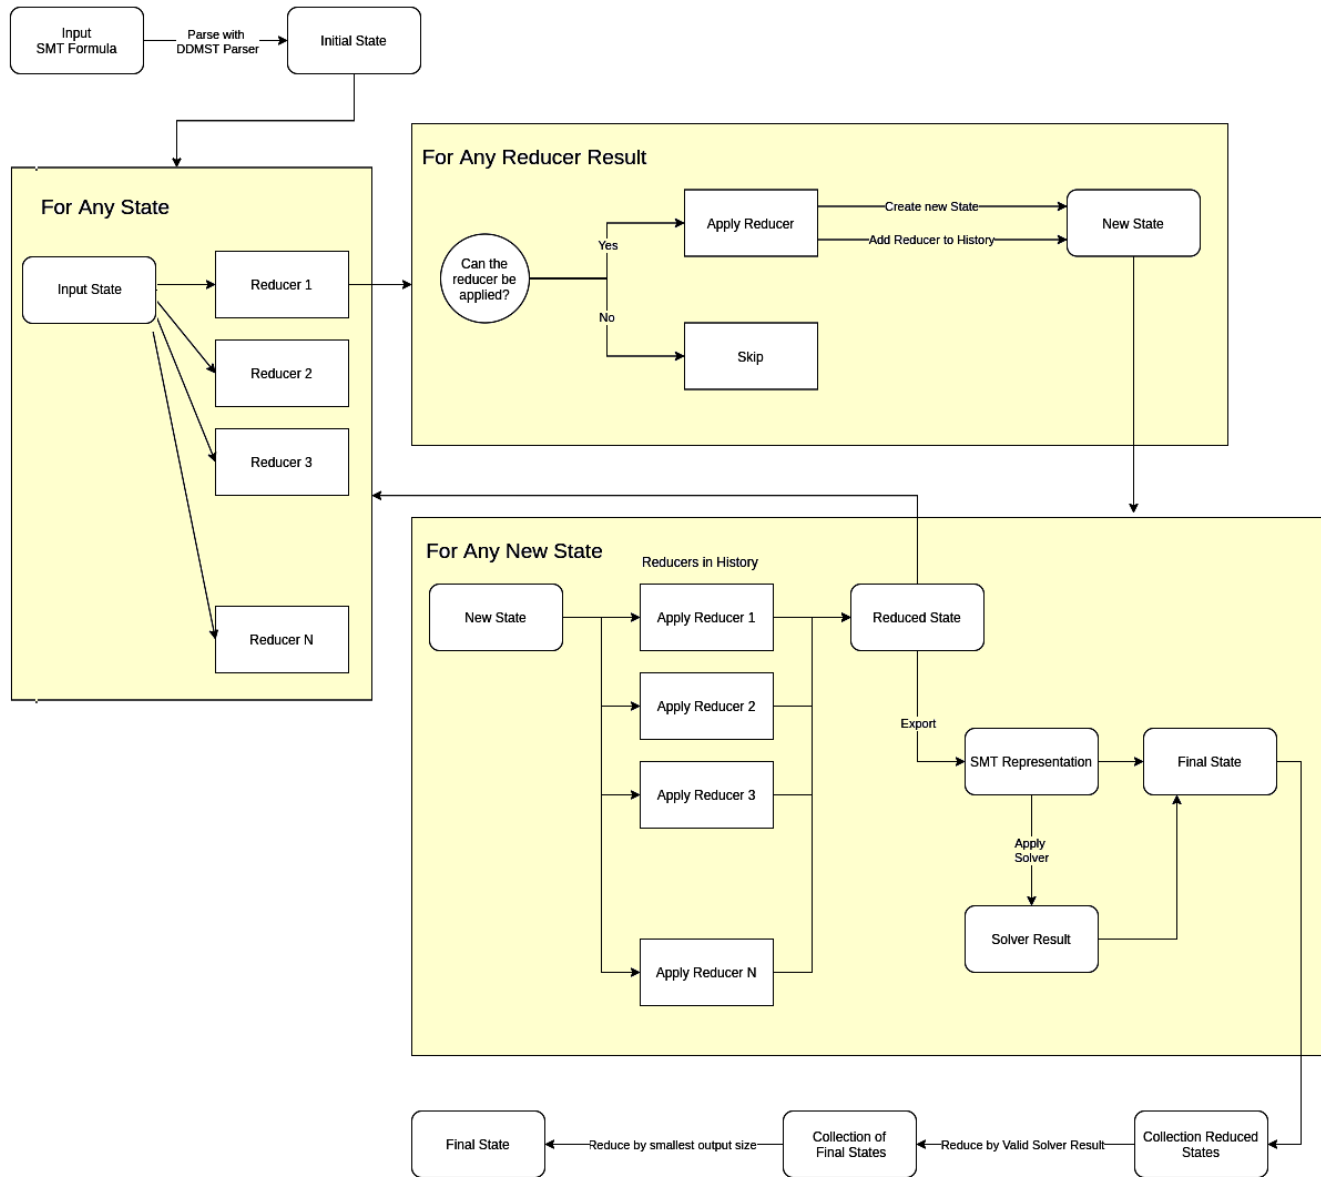 Input
SMT Formula
Parse with
DDMST Parser
Initial State
For Any State
Input State
Reducer 1
Reducer 2
Reducer 3
Reducer N
For Any Reducer Result
Can the
reducer be
applied?
Yes
No
Apply Reducer
Skip
Create new State
Add Reducer to History
New State
For Any New State
Reducers in History
New State
Apply Reducer 1
Apply Reducer 2
Apply Reducer 3
Apply Reducer N
Reduced State
Export
SMT Representation
Final State
Apply
Solver
Solver Result
Final State
Reduce by smallest output size
Collection of
Final States
Reduce by Valid Solver Result
Collection Reduced
States